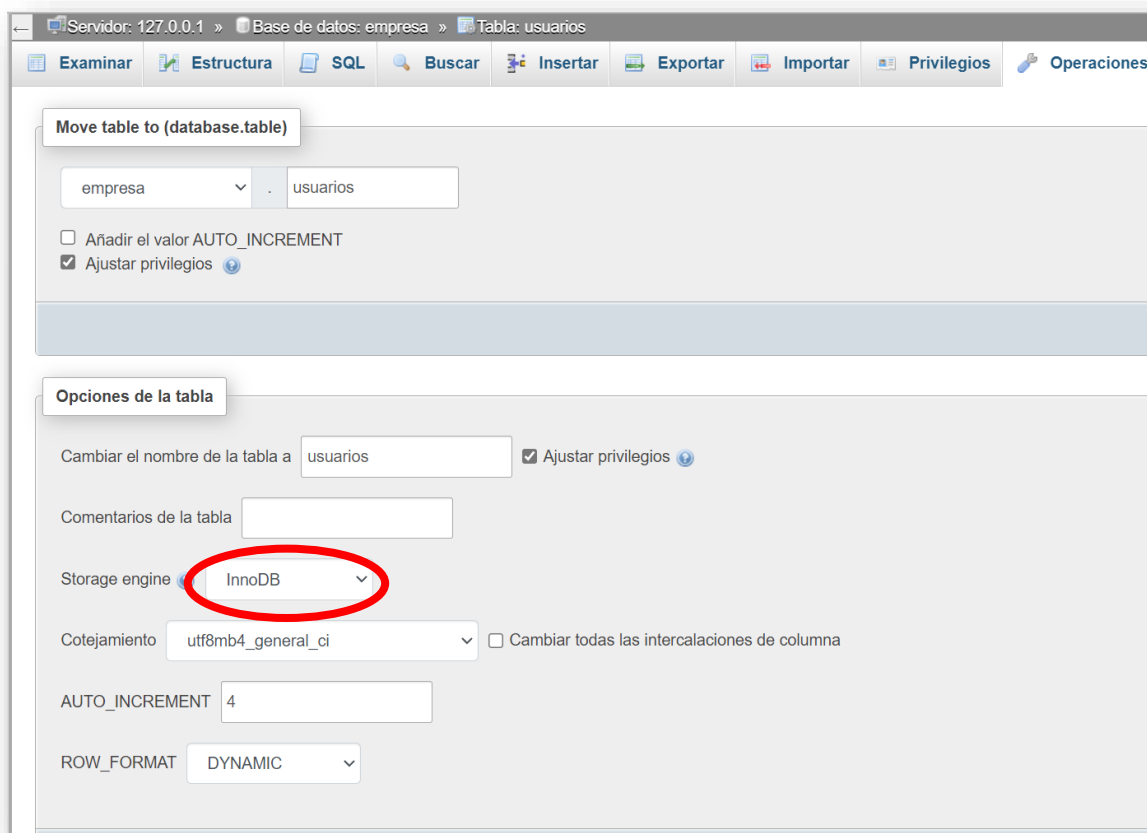 ← Servidor: 127.0.0.1 » Base de datos: empresa » Tabla: usuarios
Examinar Estructura SQL Buscar Insertar Exportar Importar Privilegios Operaciones
Move table to (database.table)
empresa . usuarios
Añadir el valor AUTO_INCREMENT
Ajustar privilegios
Opciones de la tabla
Cambiar el nombre de la tabla a usuarios Ajustar privilegios
Comentarios de la tabla
Storage engine InnoDB
Cotejamiento utf8mb4_general_ci Cambiar todas las intercalaciones de columna
AUTO_INCREMENT 4
ROW_FORMAT DYNAMIC